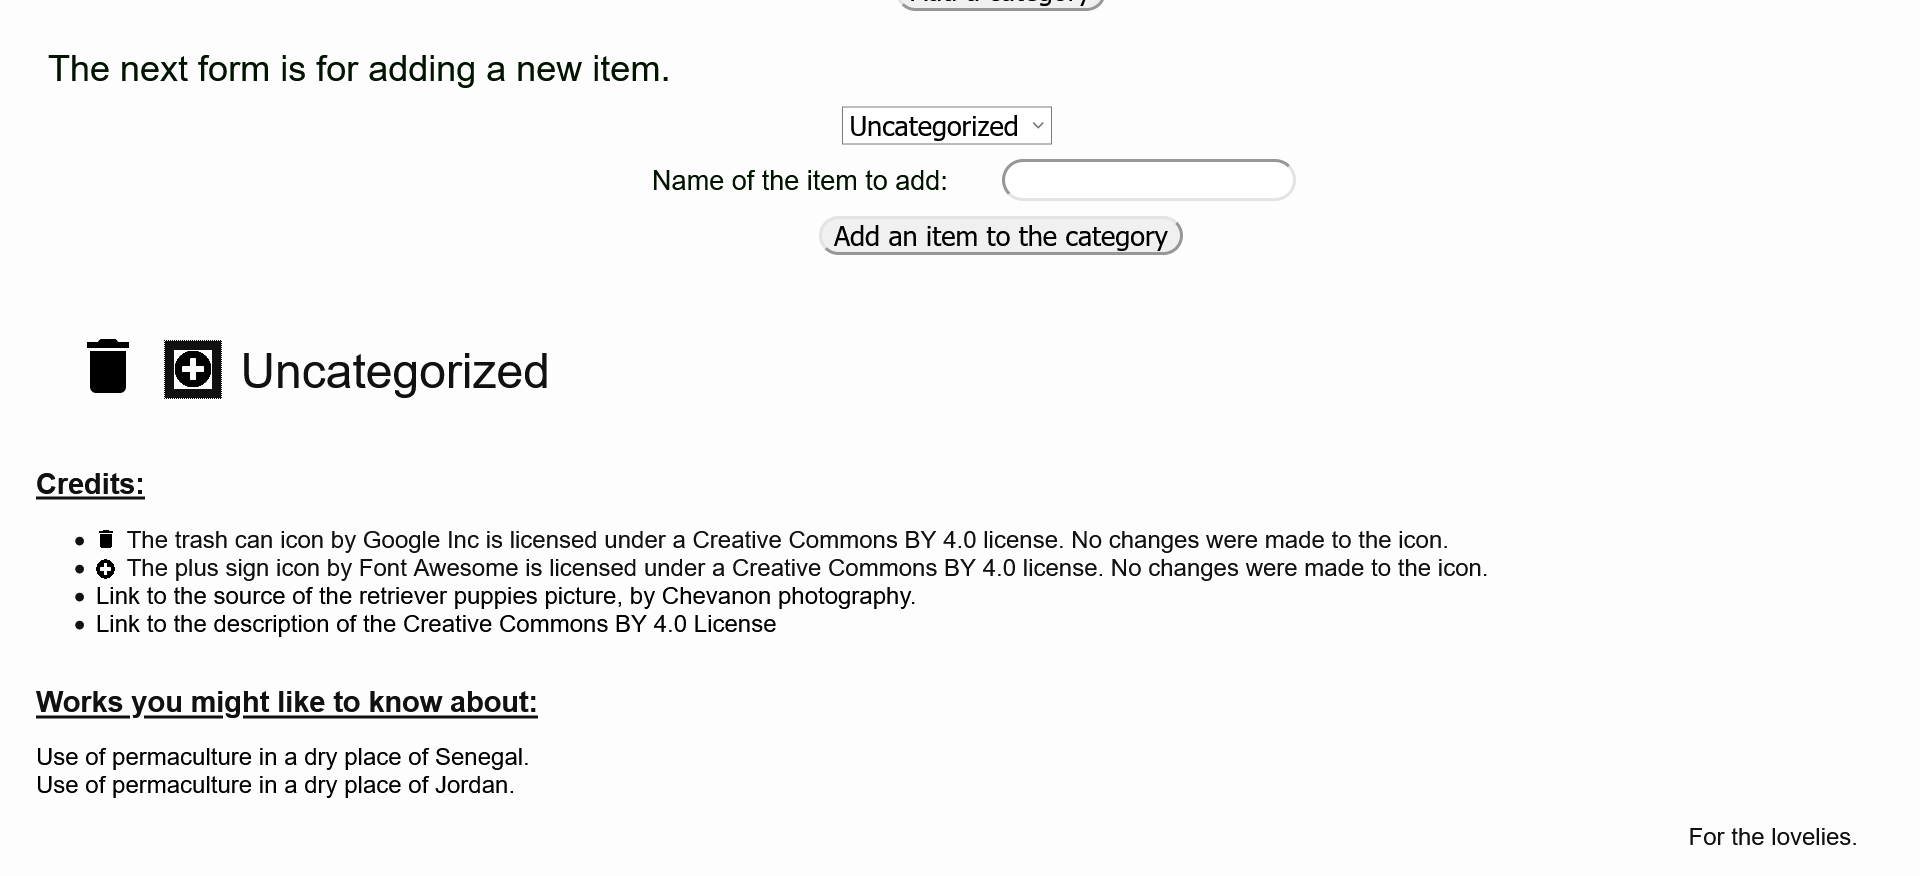 Add a category
The next form is for adding a new item.
Uncategorized
Name of the item to add:
Add an item to the category
Uncategorized
Credits:
The trash can icon by Google Inc is licensed under a Creative Commons BY 4.0 license. No changes were made to the icon.
The plus sign icon by Font Awesome is licensed under a Creative Commons BY 4.0 license. No changes were made to the icon.
Link to the source of the retriever puppies picture, by Chevanon photography.
Link to the description of the Creative Commons BY 4.0 License
Works you might like to know about:
Use of permaculture in a dry place of Senegal.
Use of permaculture in a dry place of Jordan.
For the lovelies.